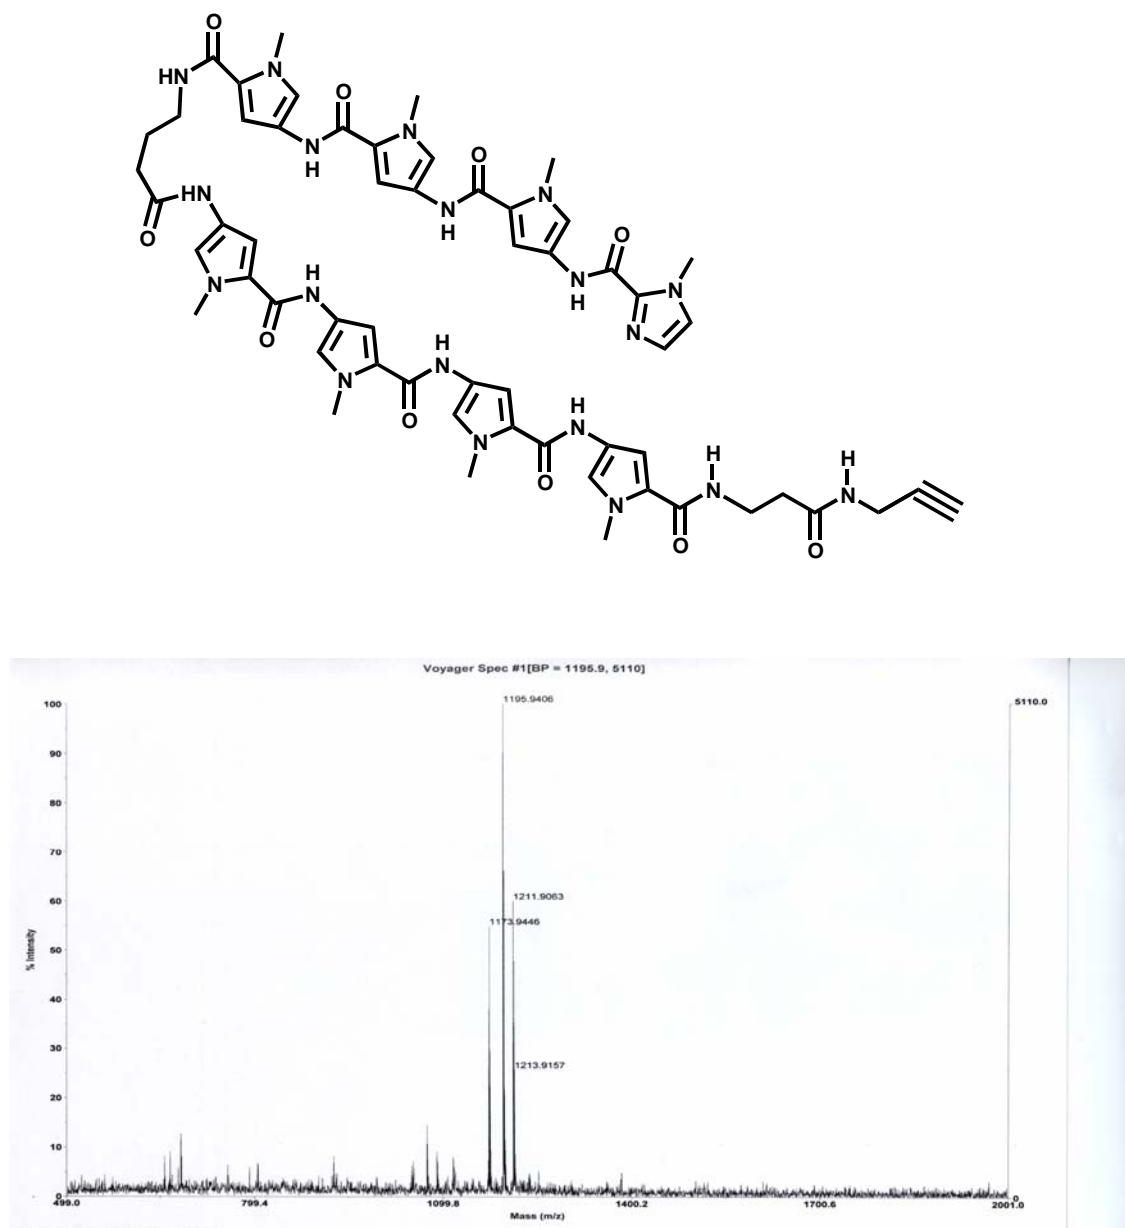 O
N
HN
O
N
N
H
O
N
N
H
O
N
H
N
N
HN
O
N
H
N
O
H
N
N
O
H
N
N
O
H
N
N
O
H
N
O
Voyager Spec #1[BP = 1195.9, 5110]
1195.9406
100
5110.0
90
80
70
60
1211.9063
1173.9446
50
% Intensity
40
30
1213.9157
20
10
0
0
499.0
799.4
1099.8
1400.2
1700.6
2001.0
Mass (m/z)